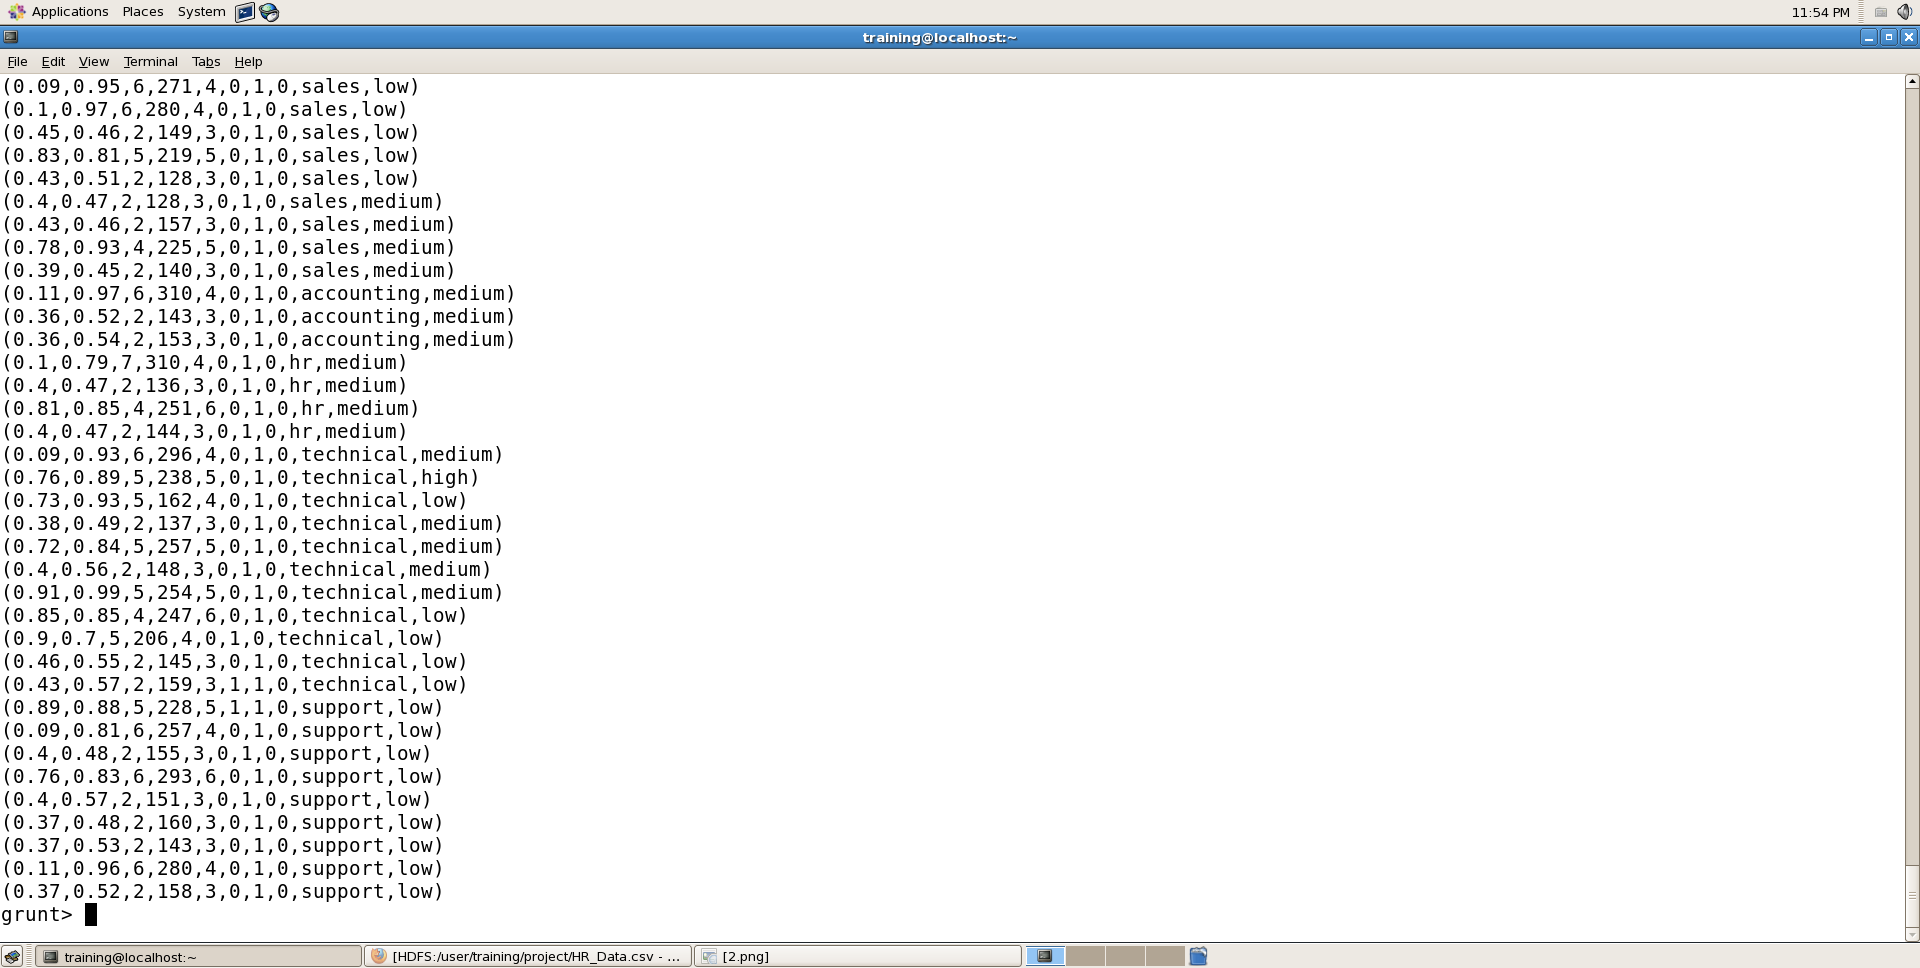 Applications Places System 11:54 PM
training@localhost:~
File Edit View Terminal Tabs Help
(0.09,0.95,6,271,4,0,1,0,sales,low)
(0.1,0.97,6,280,4,0,1,0,sales,low)
(0.45,0.46,2,149,3,0,1,0,sales,low)
(0.83,0.81,5,219,5,0,1,0,sales,low)
(0.43,0.51,2,128,3,0,1,0,sales,low)
(0.4,0.47,2,128,3,0,1,0,sales,medium)
(0.43,0.46,2,157,3,0,1,0,sales,medium)
(0.78,0.93,4,225,5,0,1,0,sales,medium)
(0.39,0.45,2,140,3,0,1,0,sales,medium)
(0.11,0.97,6,310,4,0,1,0,accounting,medium)
(0.36,0.52,2,143,3,0,1,0,accounting,medium)
(0.36,0.54,2,153,3,0,1,0,accounting,medium)
(0.1,0.79,7,310,4,0,1,0,hr,medium)
(0.4,0.47,2,136,3,0,1,0,hr,medium)
(0.81,0.85,4,251,6,0,1,0,hr,medium)
(0.4,0.47,2,144,3,0,1,0,hr,medium)
(0.09,0.93,6,296,4,0,1,0,technical,medium)
(0.76,0.89,5,238,5,0,1,0,technical,high)
(0.73,0.93,5,162,4,0,1,0,technical,low)
(0.38,0.49,2,137,3,0,1,0,technical,medium)
(0.72,0.84,5,257,5,0,1,0,technical,medium)
(0.4,0.56,2,148,3,0,1,0,technical,medium)
(0.91,0.99,5,254,5,0,1,0,technical,medium)
(0.85,0.85,4,247,6,0,1,0,technical,low)
(0.9,0.7,5,206,4,0,1,0,technical,low)
(0.46,0.55,2,145,3,0,1,0,technical,low)
(0.43,0.57,2,159,3,1,1,0,technical,low)
(0.89,0.88,5,228,5,1,1,0,support,low)
(0.09,0.81,6,257,4,0,1,0,support,low)
(0.4,0.48,2,155,3,0,1,0,support,low)
(0.76,0.83,6,293,6,0,1,0,support,low)
(0.4,0.57,2,151,3,0,1,0,support,low)
(0.37,0.48,2,160,3,0,1,0,support,low)
(0.37,0.53,2,143,3,0,1,0,support,low)
(0.11,0.96,6,280,4,0,1,0,support,low)
(0.37,0.52,2,158,3,0,1,0,support,low)
grunt>
training@localhost:~ [HDFS:/user/training/project/HR_Data.csv - ... [2.png]